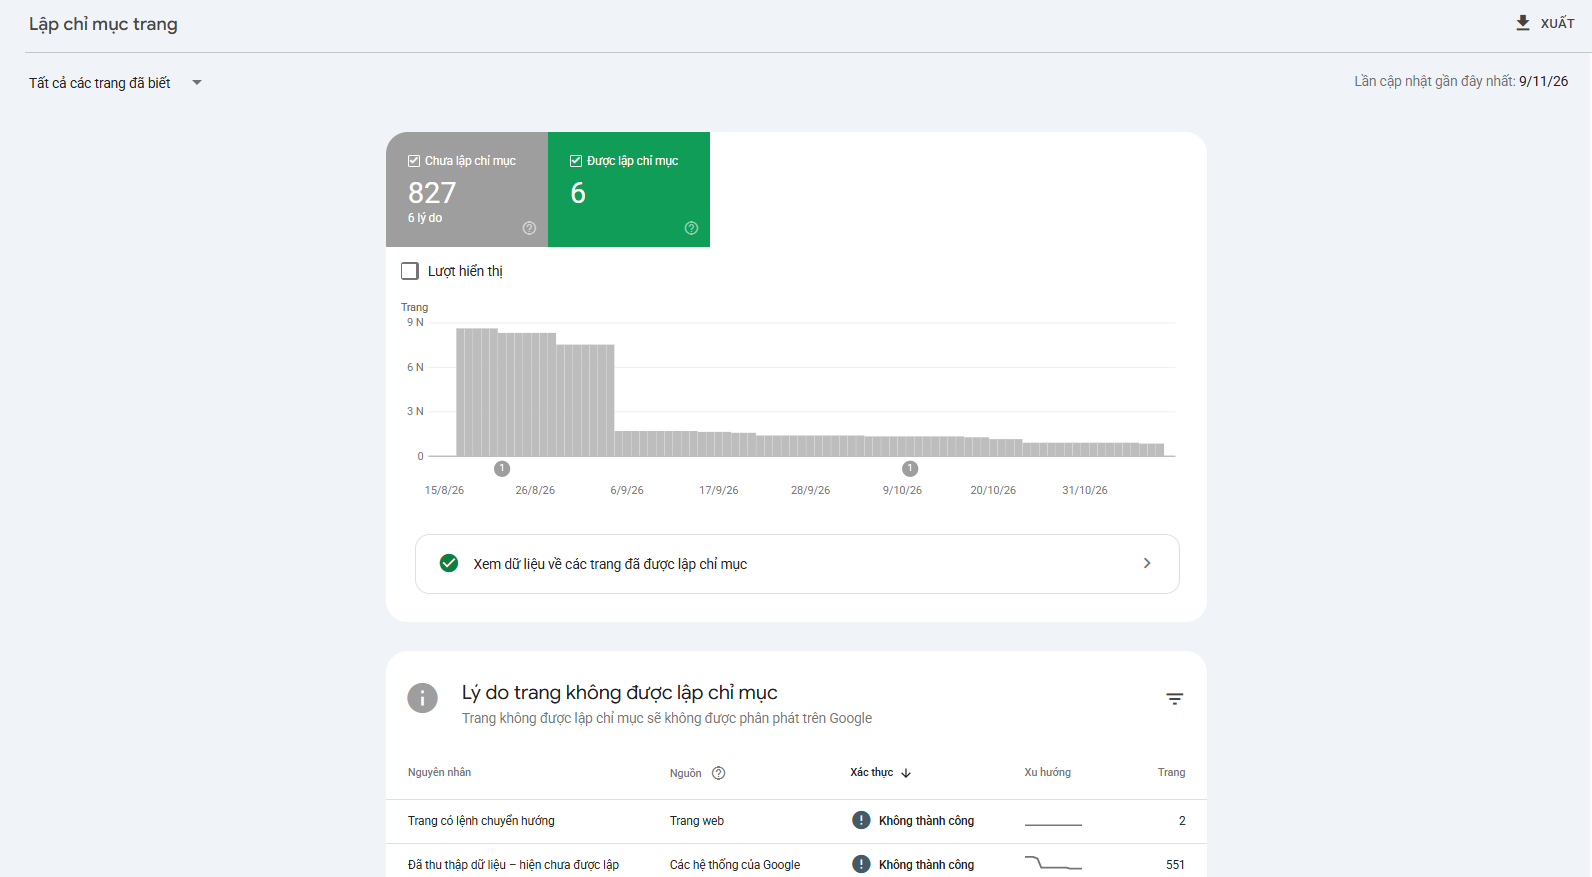 Lập chỉ mục trang
XUẤT
Tất cả các trang đã biết
Lần cập nhật gần đây nhất: 9/11/26
Chưa lập chỉ mục
827
6 lý do
Được lập chỉ mục
6
Lượt hiển thị
Trang
9 N
6 N
3 N
0
1
1
15/8/26
26/8/26
6/9/26
17/9/26
28/9/26
9/10/26
20/10/26
31/10/26
Xem dữ liệu về các trang đã được lập chỉ mục
Lý do trang không được lập chỉ mục
Trang không được lập chỉ mục sẽ không được phân phát trên Google
Nguyên nhân Nguồn Xác thực Xu hướng Trang
Trang có lệnh chuyển hướng Trang web Không thành công 2
Đã thu thập dữ liệu – hiện chưa được lập Các hệ thống của Google Không thành công 551